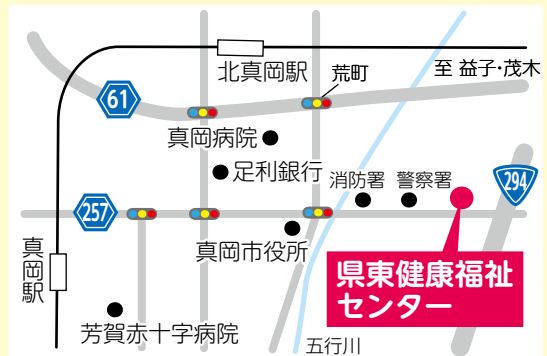 北真岡駅
荒町
至 益子・茂木
61
真岡病院
足利銀行
消防署
警察署
294
257
真岡市役所
真岡駅
県東健康福祉
センター
芳賀赤十字病院
五行川